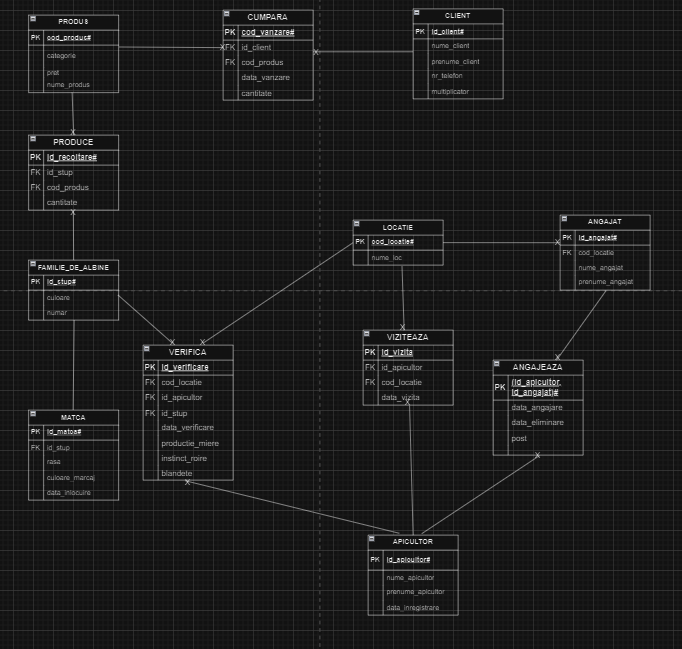 PRODUS
PK cod_produs#
categorie
pret
nume_produs
CUMPARA
PK cod_vanzare#
FK id_client
FK cod_produs
data_vanzare
cantitate
CLIENT
PK id_client#
nume_client
prenume_client
nr_telefon
multiplicator
PRODUCE
PK id_recoltare#
FK id_stup
FK cod_produs
cantitate
LOCATIE
PK cod_locatie#
nume_loc
ANGAJAT
PK id_angajat#
FK cod_locatie
nume_angajat
prenume_angajat
FAMILIE_DE_ALBINE
PK id_stup#
culoare
numar
VERIFICA
PK id_verificare
FK cod_locatie
FK id_apicultor
FK id_stup
data_verificare
productie_miere
instinct_roire
blandete
VIZITEAZA
PK id_vizita
FK id_apicultor
FK cod_locatie
data_vizita
ANGAJEAZA
PK (id_apicultor,
id_angajat)#
data_angajare
data_eliminare
post
MATCA
PK id_matca#
FK id_stup
rasa
culoare_marcaj
data_inlocuire
APICULTOR
PK id_apicultor#
nume_apicultor
prenume_apicultor
data_inregistrare